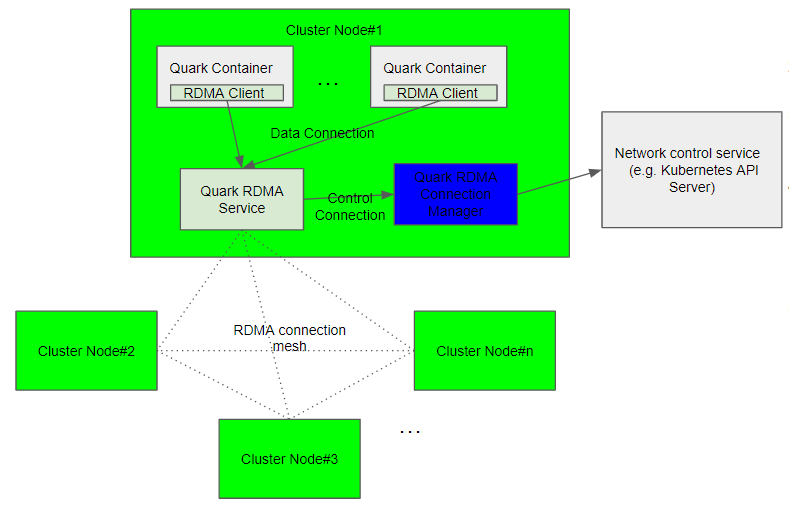 Cluster Node#1
Quark Container
RDMA Client
...
Quark Container
RDMA Client
Data Connection
Quark RDMA
Service
Control
Connection
Quark RDMA
Connection
Manager
Network control service
(e.g. Kubernetes API
Server)
RDMA connection
mesh
Cluster Node#2
Cluster Node#n
Cluster Node#3
...